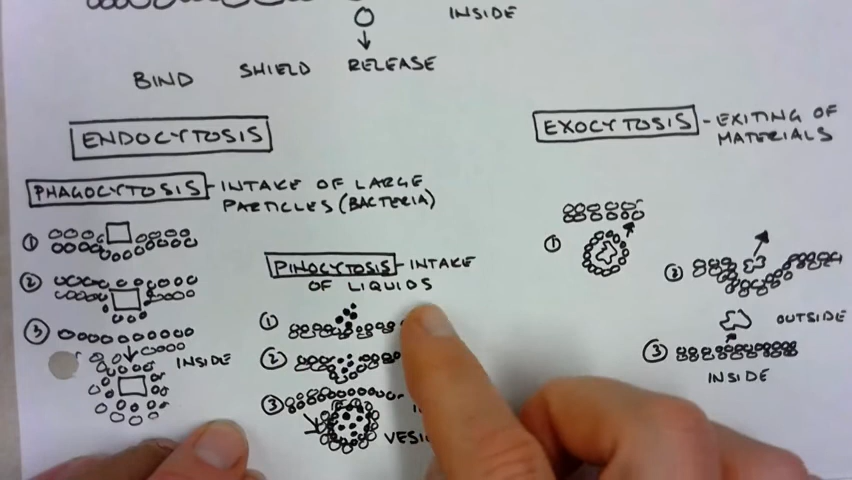 INSIDE
BIND SHIELD RELEASE
ENDOCYTOSIS
PHAGOCYTOSIS - INTAKE OF LARGE
PARTICLES (BACTERIA)
①
②
③
INSIDE
PINOCYTOSIS - INTAKE
OF LIQUIDS
①
②
③
EXOCYTOSIS - EXITING OF
MATERIALS
①
②
OUTSIDE
③
INSIDE